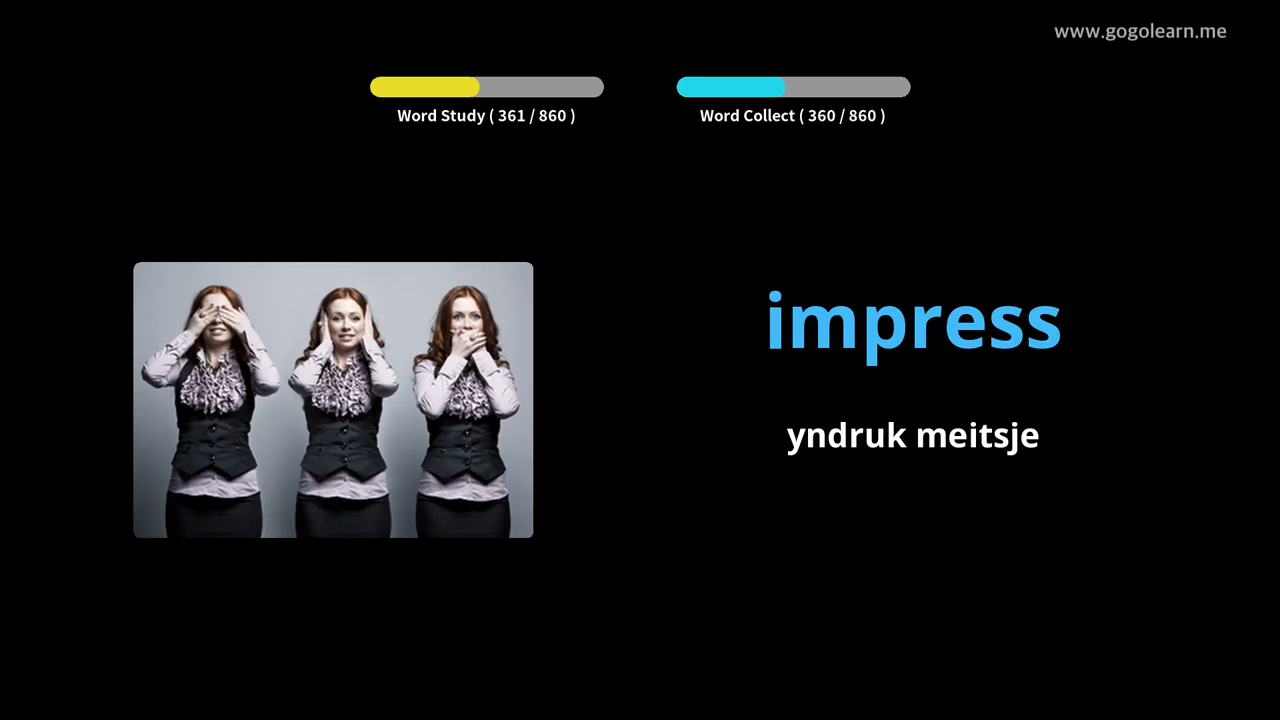 www.gogolearn.me
Word Study ( 361 / 860 )
Word Collect ( 360 / 860 )
impress
yndruk meitsje